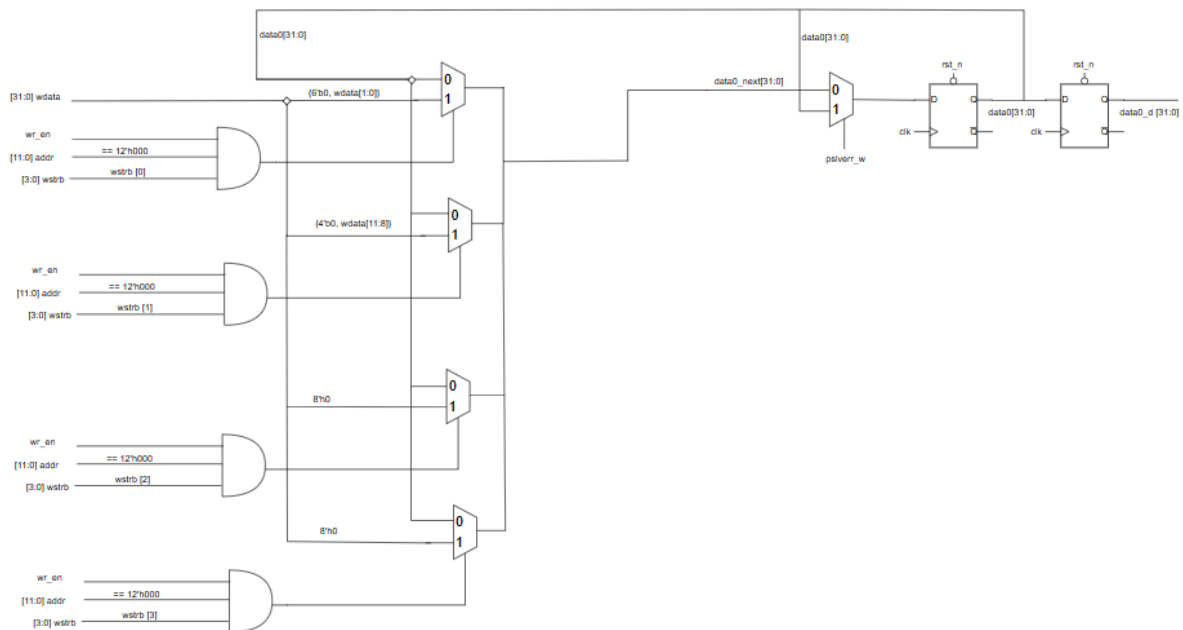 data0[31:0]
data0[31:0]
rst_n
rst_n
[31:0] wdata
{6'b0, wdata[1:0]}
0
1
data0_next[31:0]
0
1
D
data0[31:0]
D
data0_d [31:0]
clk
Q
clk
Q
pslverr_w
wr_en
[11:0] addr
== 12'h000
[3:0] wstrb
wstrb [0]
{4'b0, wdata[11:8]}
0
1
wr_en
[11:0] addr
== 12'h000
[3:0] wstrb
wstrb [1]
8'h0
0
1
wr_en
[11:0] addr
== 12'h000
[3:0] wstrb
wstrb [2]
8'h0
0
1
wr_en
[11:0] addr
== 12'h000
[3:0] wstrb
wstrb [3]